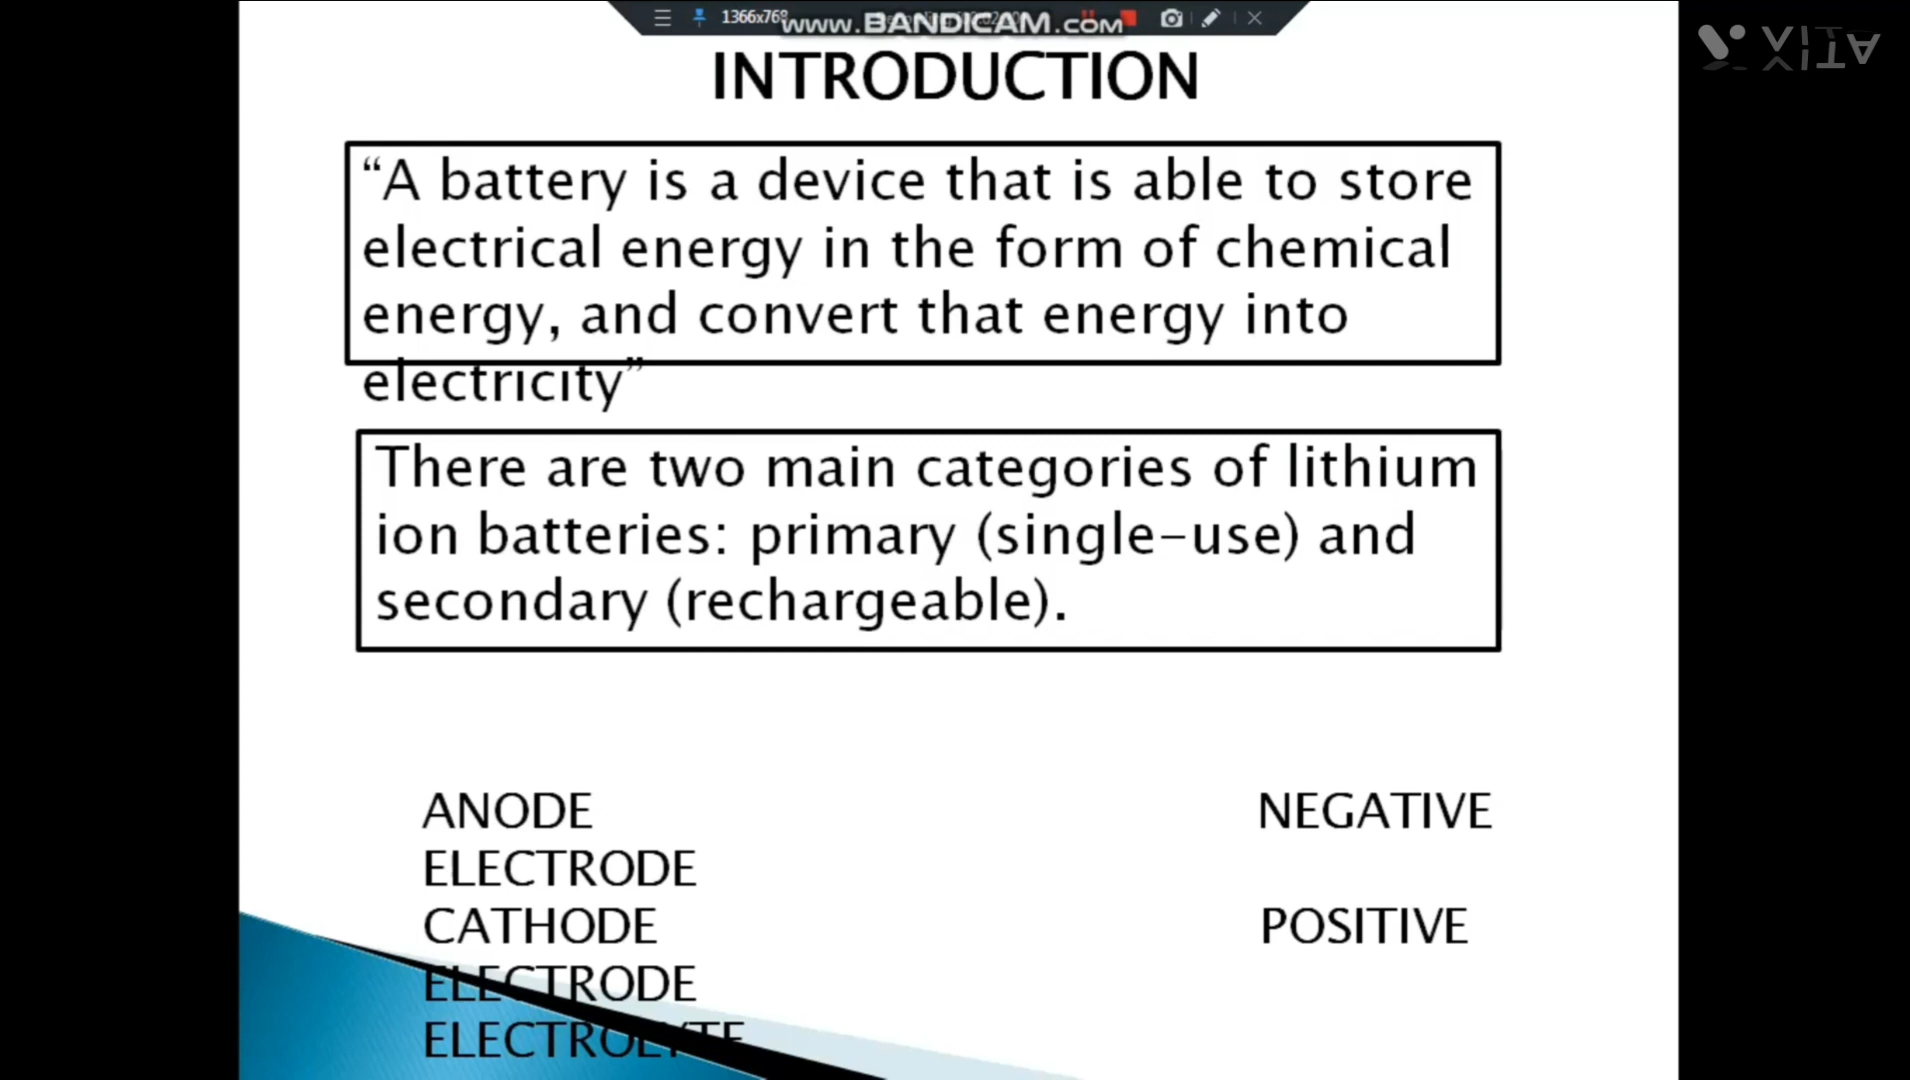 1366x768
www.BANDICAM.com
VITA
INTRODUCTION
“A battery is a device that is able to store
electrical energy in the form of chemical
energy, and convert that energy into
electricity”
There are two main categories of lithium
ion batteries: primary (single-use) and
secondary (rechargeable).
ANODE NEGATIVE
ELECTRODE
CATHODE POSITIVE
ELECTRODE
ELECTROLYTE